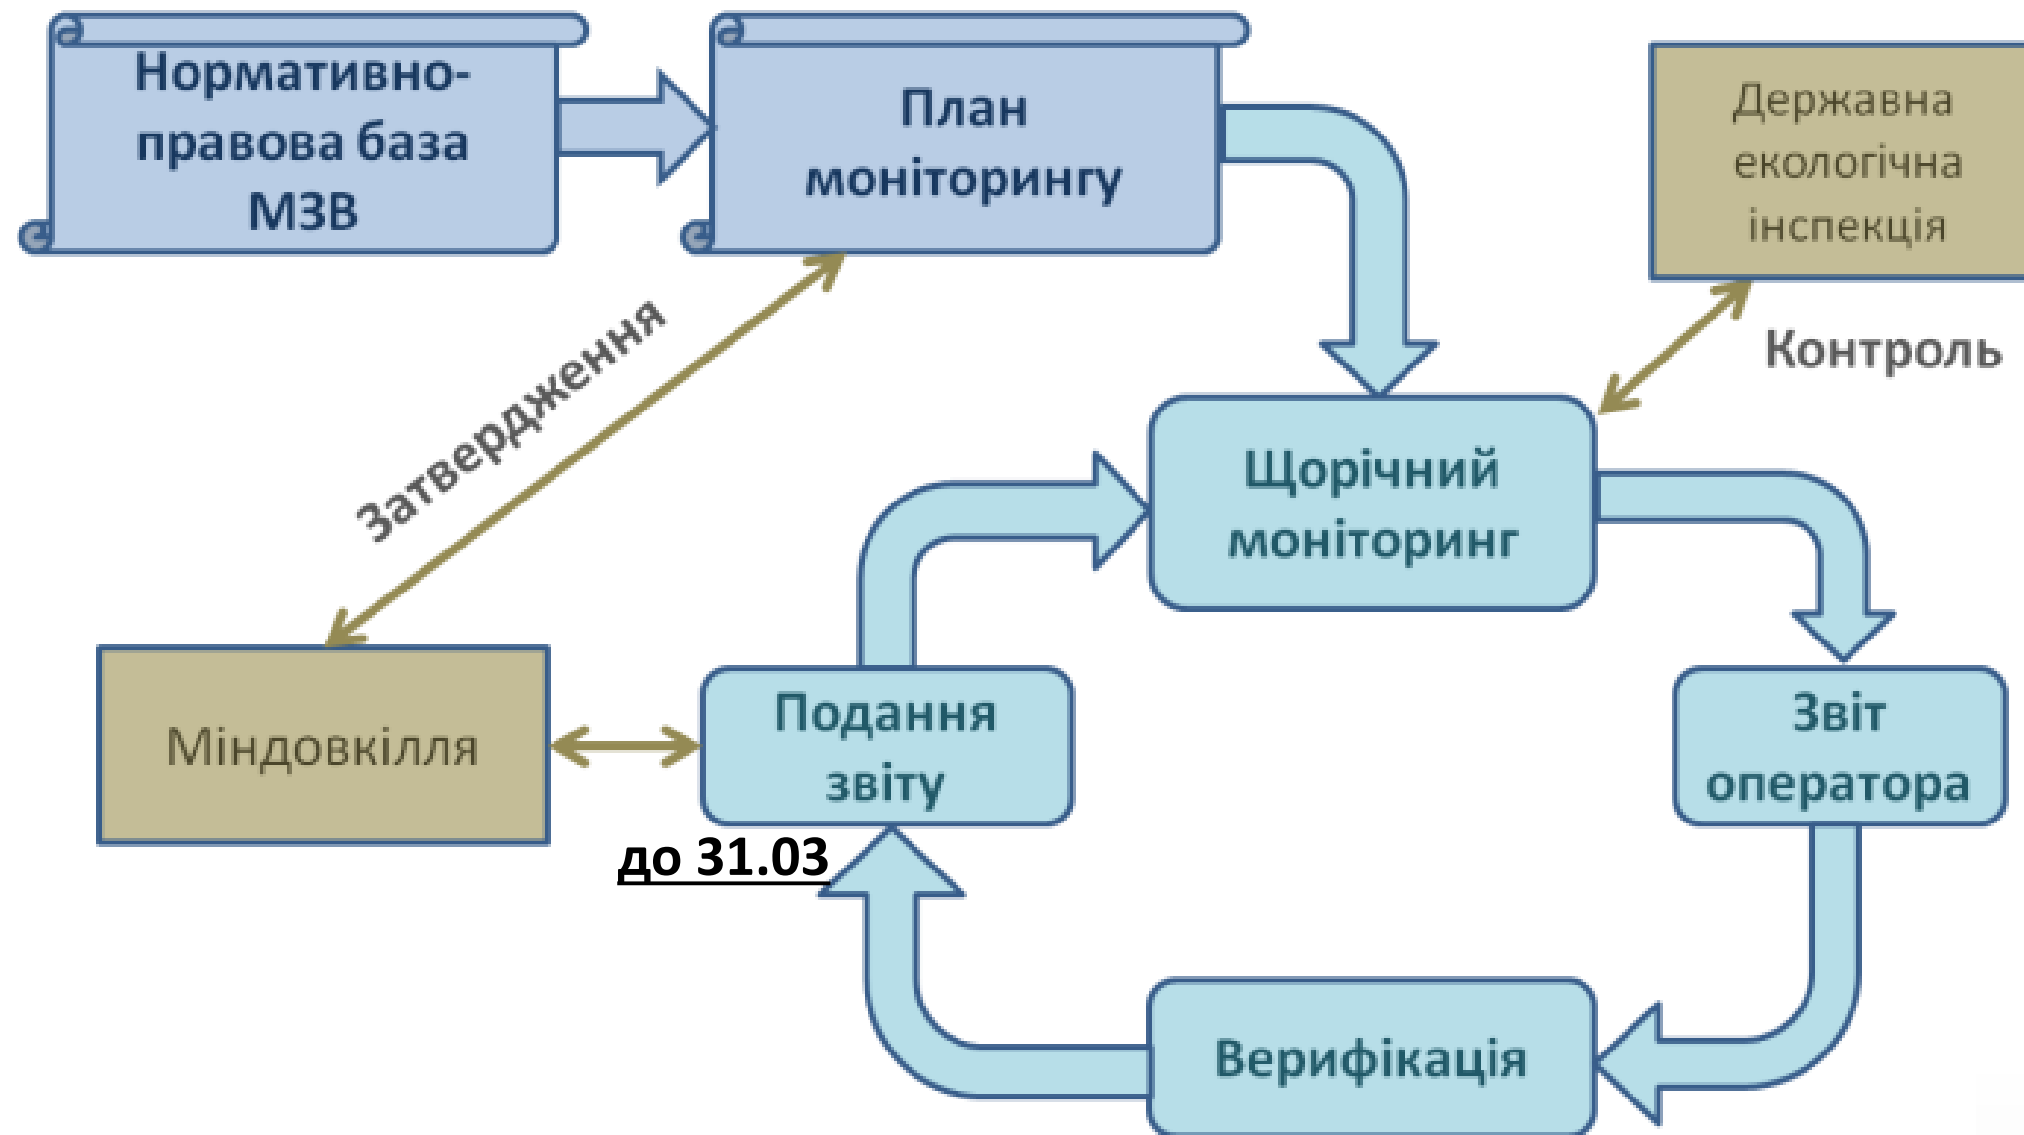 Нормативно-
правова база
МЗВ
План
моніторингу
Державна
екологічна
інспекція
Затвердження
Контроль
Щорічний
моніторинг
Міндовкілля
Подання
звіту
до 31.03
Звіт
оператора
Верифікація